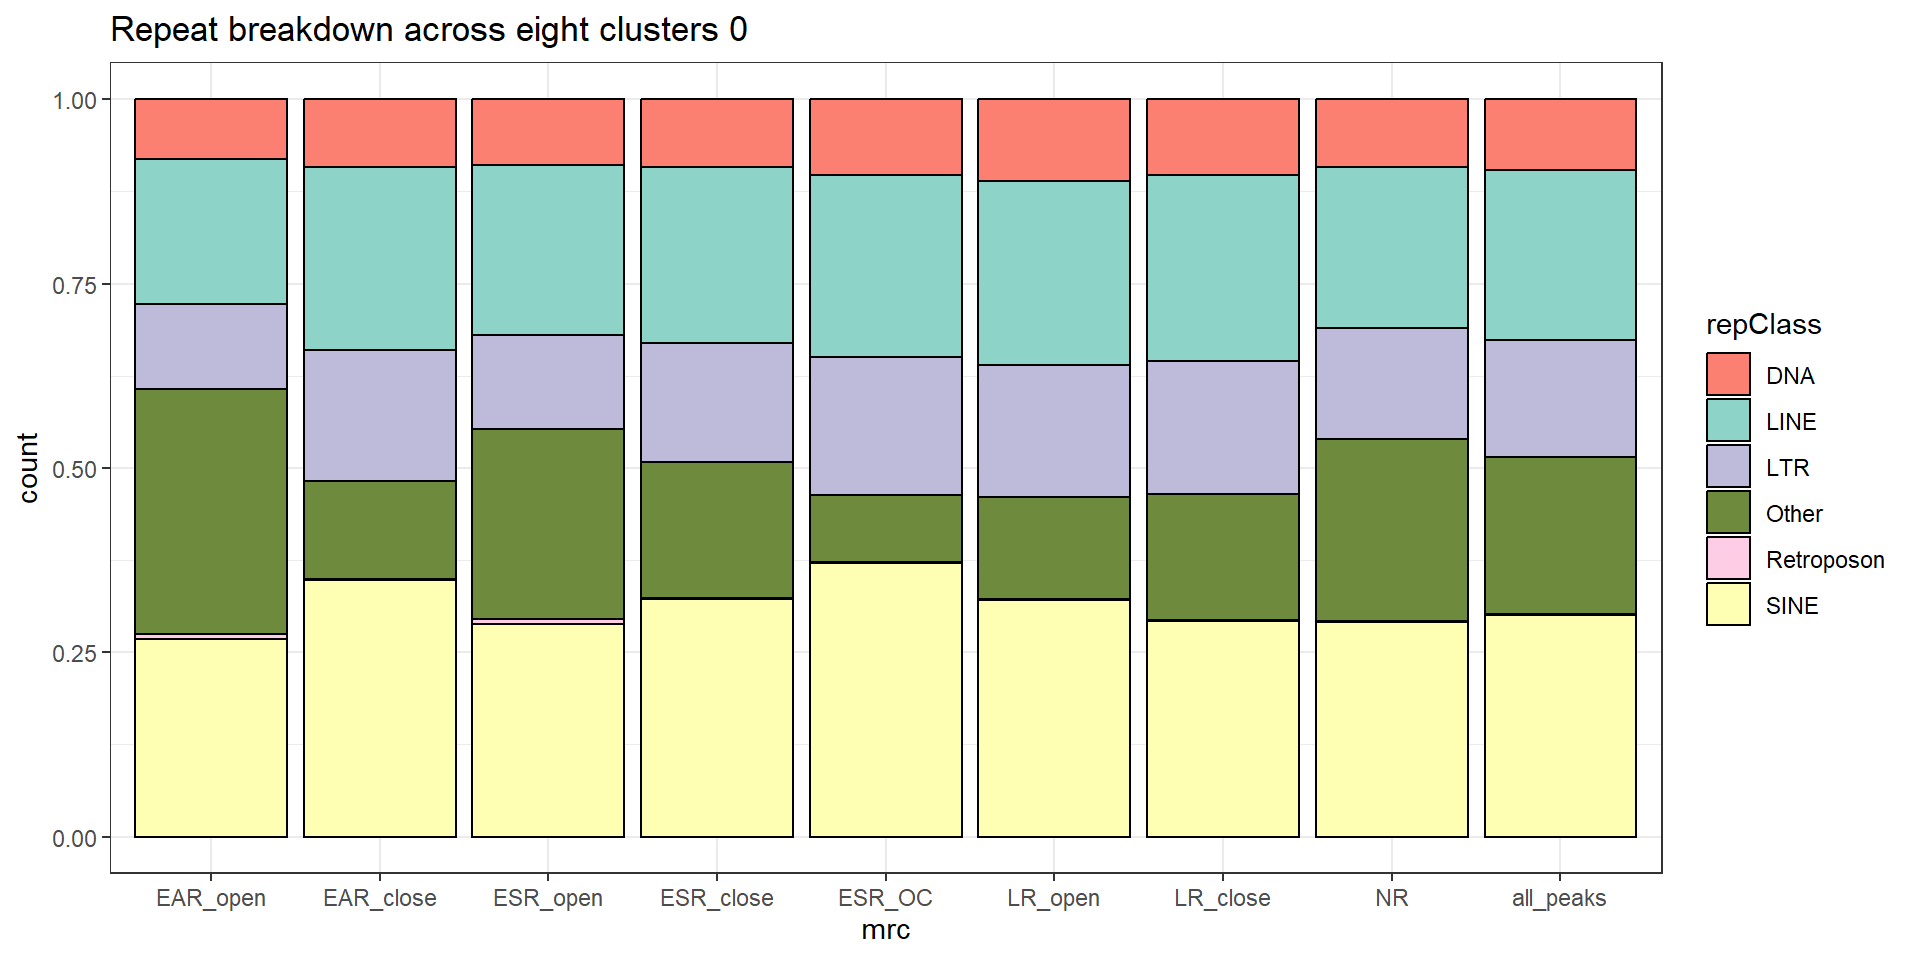 Repeat breakdown across eight clusters 0
count
1.00
0.75
0.50
0.25
0.00
EAR_open EAR_close ESR_open ESR_close ESR_OC LR_open LR_close NR all_peaks
mrc
repClass
DNA
LINE
LTR
Other
Retroposon
SINE